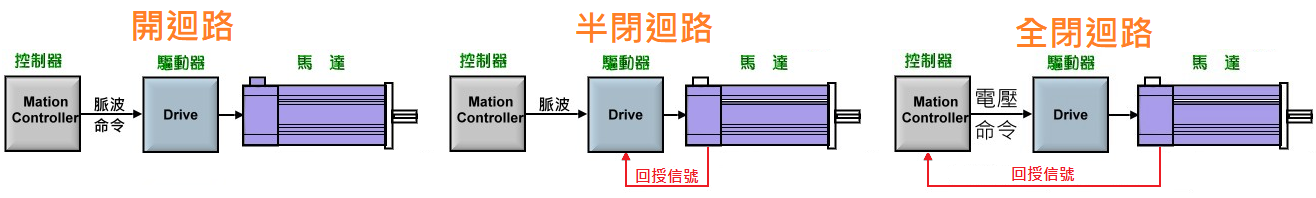 開迴路
控制器 驅動器 馬 達
Mation
Controller
脈波
命令
Drive
半閉迴路
控制器 驅動器 馬 達
Mation
Controller
脈波
Drive
回授信號
全閉迴路
控制器 驅動器 馬 達
Mation
Controller
電壓
命令
Drive
回授信號